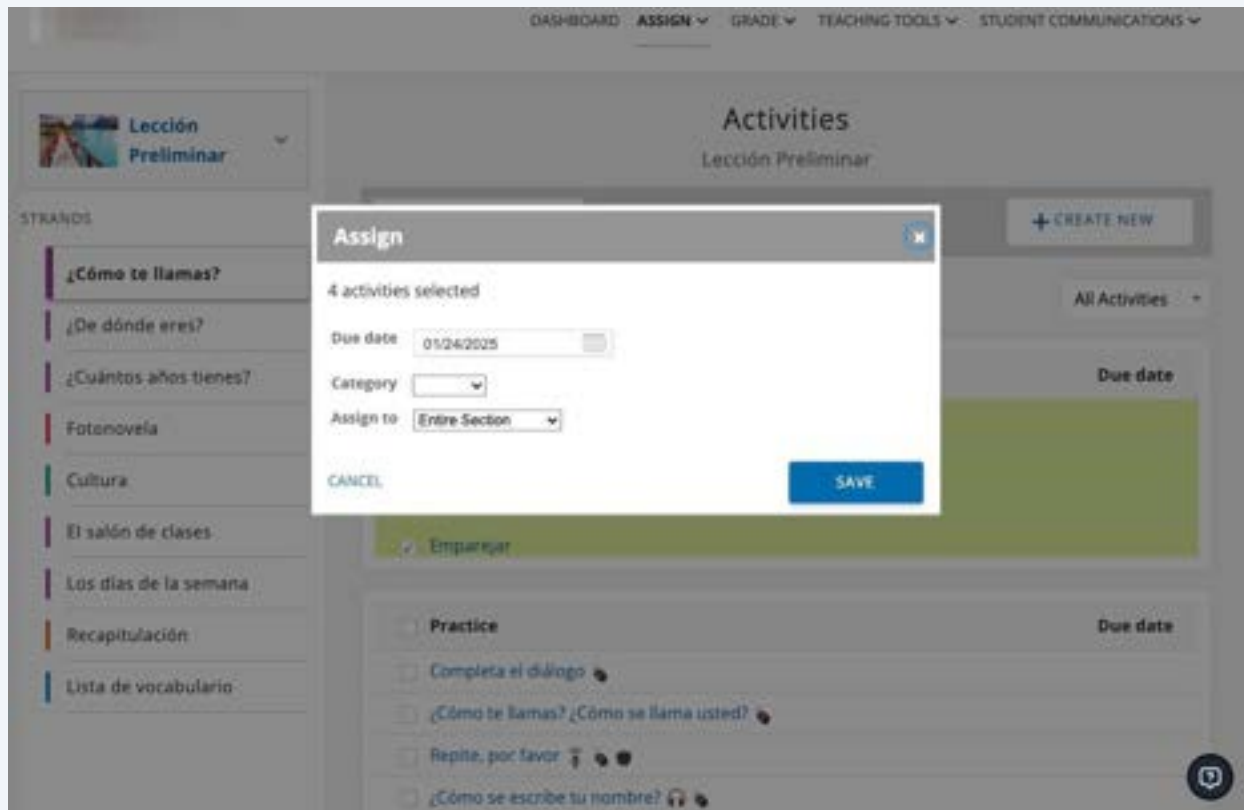 DASHBOARD ASSIGN GRADE TEACHING TOOLS STUDENT COMMUNICATIONS
Lección
Preliminar
Activities
Lección Preliminar
STRANDS
+ CREATE NEW
¿Cómo te llamas?
¿De dónde eres?
¿Cuántos años tienes?
Fotonovela
Cultura
El salón de clases
Los días de la semana
Recapitulación
Lista de vocabulario
Assign
4 activities selected
Due date 01/24/2025
Category
Assign to Entire Section
CANCEL SAVE
All Activities
Due date
Emparejar
Practice Due date
Completa el diálogo
¿Cómo te llamas? ¿Cómo se llama usted?
Repite, por favor
¿Cómo se escribe tu nombre?